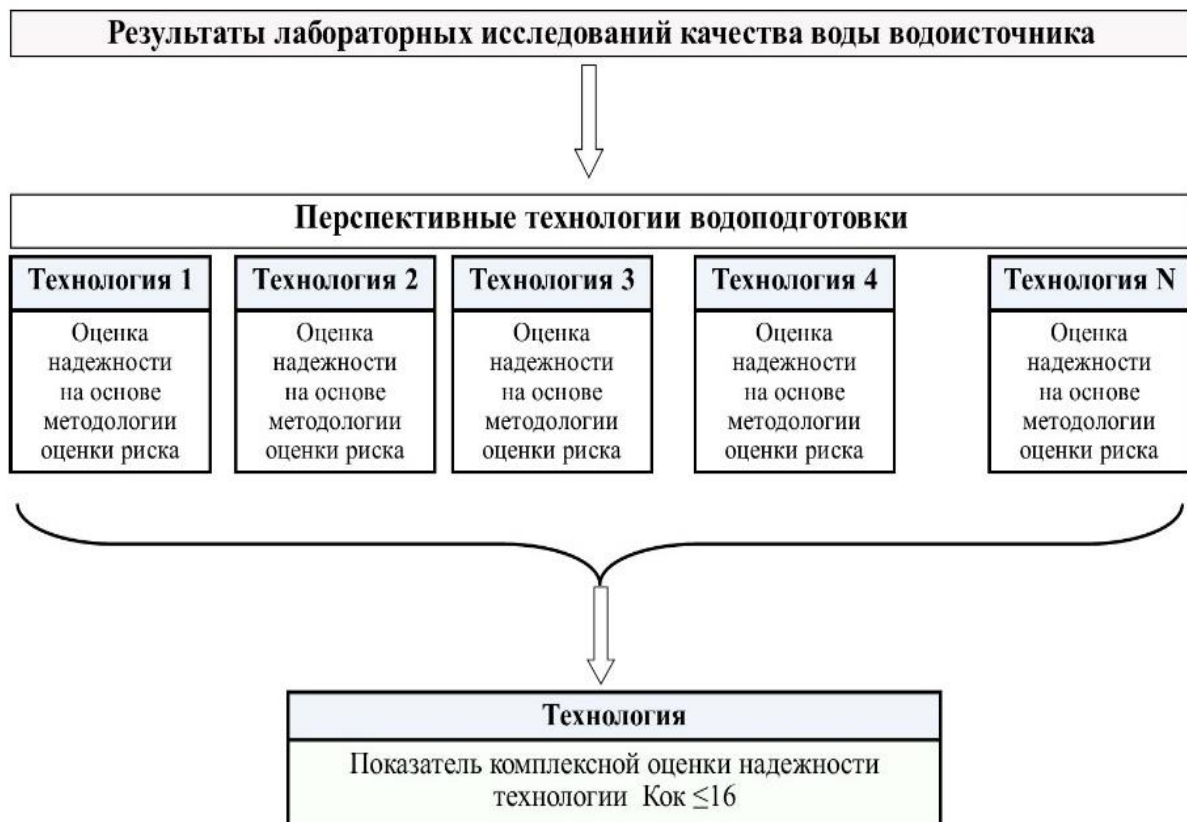 Результаты лабораторных исследований качества воды водоисточника
Перспективные технологии водоподготовки
Технология 1
Оценка
надежности
на основе
методологии
оценки риска
Технология 2
Оценка
надежности
на основе
методологии
оценки риска
Технология 3
Оценка
надежности
на основе
методологии
оценки риска
Технология 4
Оценка
надежности
на основе
методологии
оценки риска
Технология N
Оценка
надежности
на основе
методологии
оценки риска
Технология
Показатель комплексной оценки надежности
технологии Кок ≤16